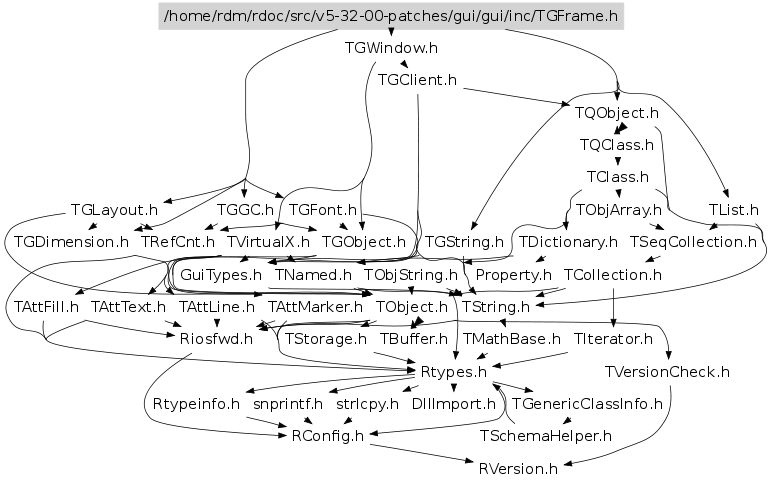 /home/rdm/rdoc/src/v5-32-00-patches/gui/gui/inc/TGFrame.h
TGWindow.h
TGClient.h
TQObject.h
TQClass.h
TClass.h
TGLayout.h TGGC.h TGFont.h TObjArray.h TList.h
TGDimension.h TRefCnt.h TVirtualX.h TGObject.h TGString.h TDictionary.h TSeqCollection.h
GuiTypes.h TNamed.h TObjString.h Property.h TCollection.h
TAttFill.h TAttText.h TAttLine.h TAttMarker.h TObject.h TString.h
Riosfwd.h TStorage.h TBuffer.h TMathBase.h TIterator.h
Rtypes.h TVersionCheck.h
Rtypeinfo.h snprintf.h strlcpy.h DllImport.h TGenericClassInfo.h
RConfig.h TSchemaHelper.h
RVersion.h